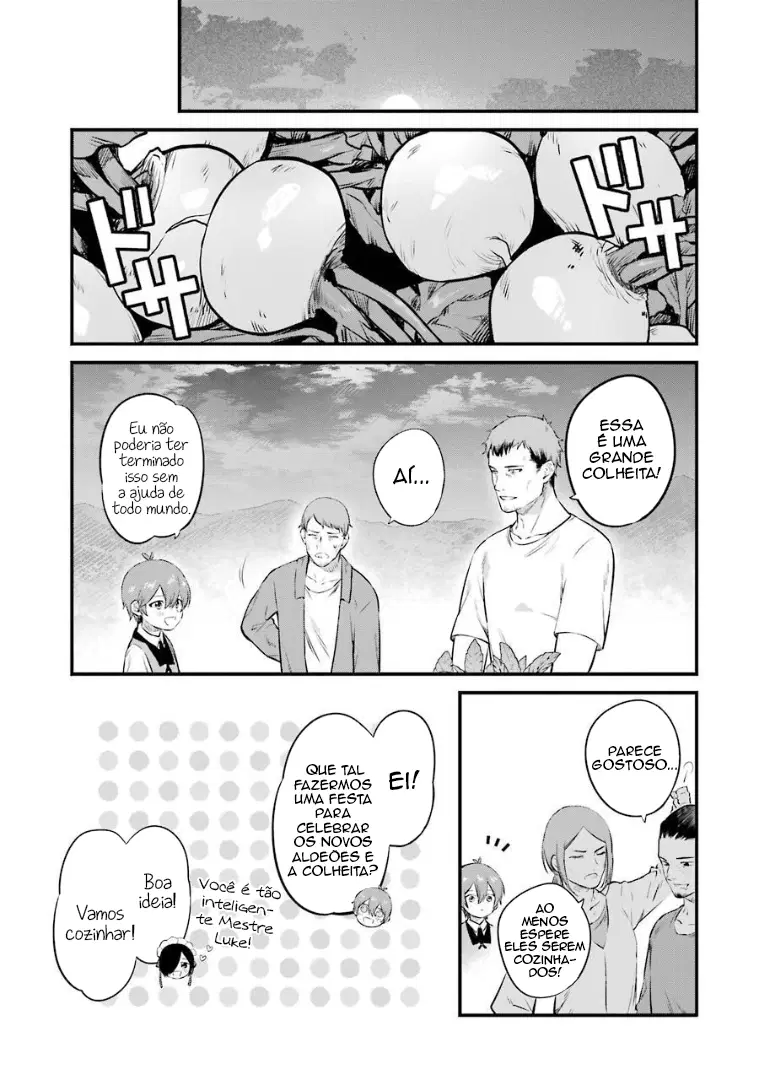 ドサ
ドサ
ESSA
É UMA
GRANDE
COLHEITA!
AÍ...
Eu não
poderia ter
terminado
isso sem
a ajuda de
todo mundo.
PARECE
GOSTOSO...
AO
MENOS
ESPERE
ELES SEREM
COZINHA-
DOS!
EI!
QUE TAL
FAZERMOS
UMA FESTA
PARA
CELEBRAR
OS NOVOS
ALDEÕES E
A COLHEITA?
Você é tão
inteligen-
te Mestre
Luke!
Boa
ideia!
Vamos
cozinhar!